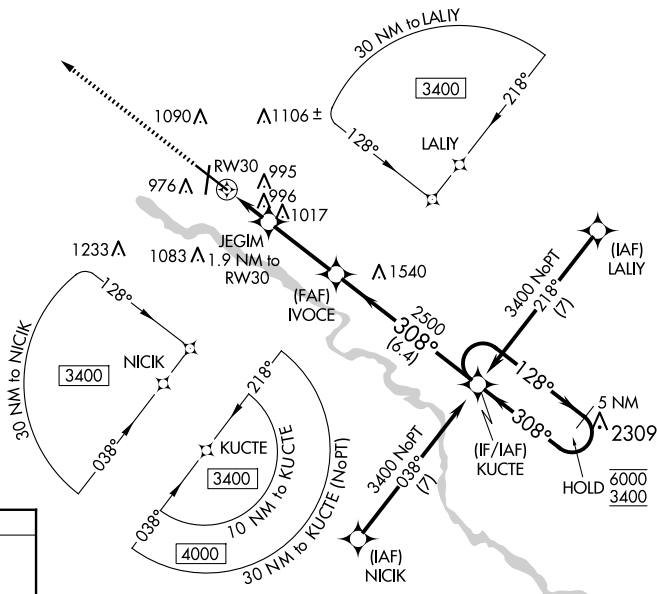 30 NM to LALIY
3400
218°
128°
LALIY
1090
1106 ±
RW30
995
976
996
1017
JEGIM
1.9 NM to
RW30
1233
1083
(FAF)
IVOCE
1540
(IAF)
LALIY
3400 NoPT
218°
(7)
2500
308°
(6.4)
128°
308°
5 NM
2309
(IF/IAF)
KUCTE
HOLD
6000
3400
3400 NoPT
038°
(7)
(IAF)
NICIK
30 NM to NICIK
128°
3400
NICIK
038°
218°
KUCTE
3400
10 NM to KUCTE
038°
4000
30 NM to KUCTE (NoPT)